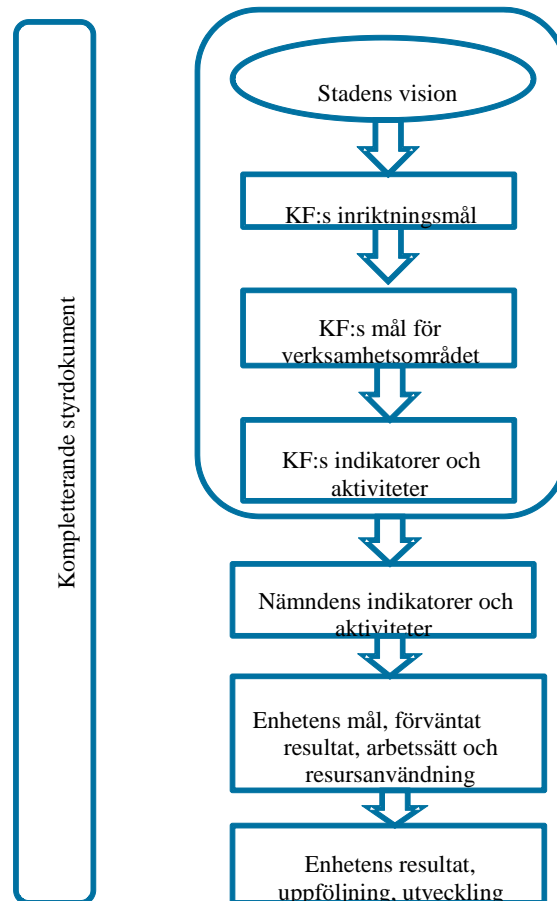 Kompletterande styrdokument
Stadens vision
KF:s inriktningsmål
KF:s mål för
verksamhetsområdet
KF:s indikatorer och
aktiviteter
Nämndens indikatorer och
aktiviteter
Enhetens mål, förväntat
resultat, arbetssätt och
resursanvändning
Enhetens resultat,
uppföljning, utveckling